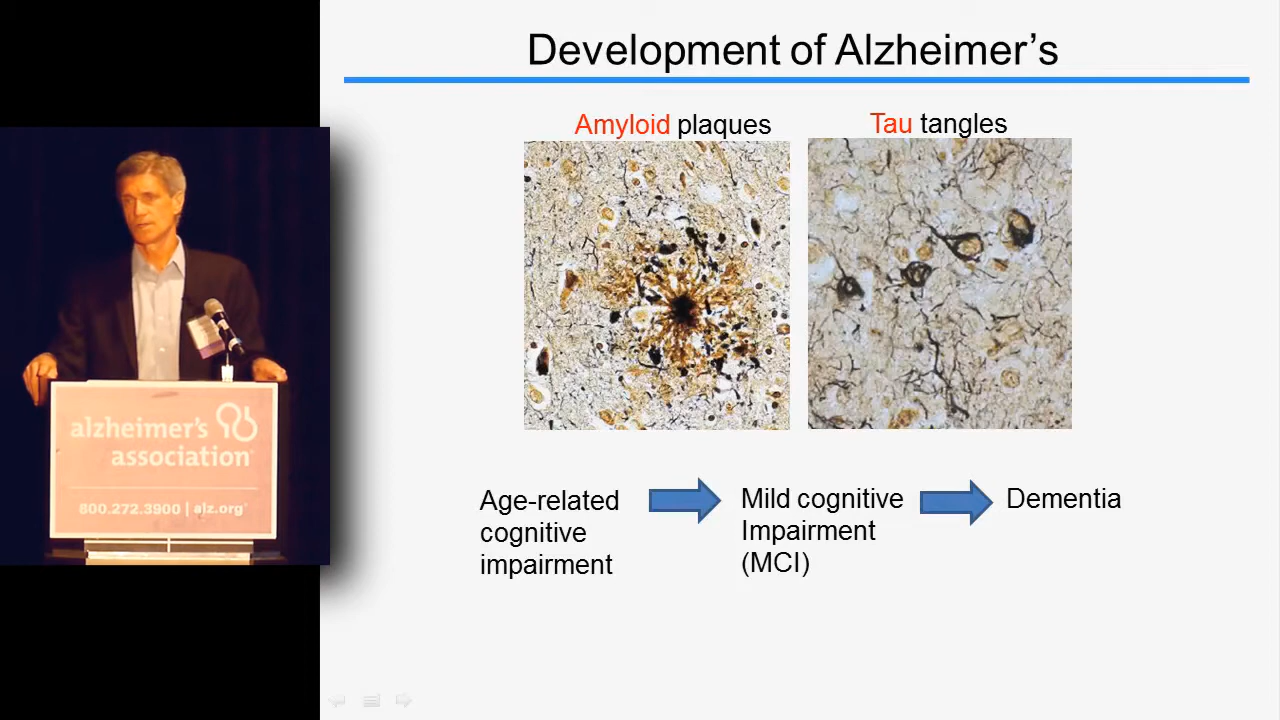 Development of Alzheimer's
Amyloid plaques
Tau tangles
Age-related
cognitive
impairment
Mild cognitive
Impairment
(MCI)
Dementia
alzheimer's
association
800.272.3900 | alz.org